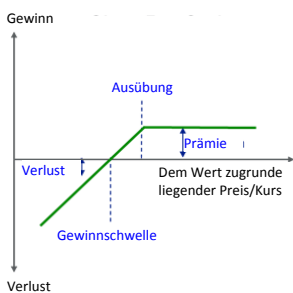 Gewinn
Ausübung
Prämie
Verlust
Dem Wert zugrunde
liegender Preis/Kurs
Gewinnschwelle
Verlust